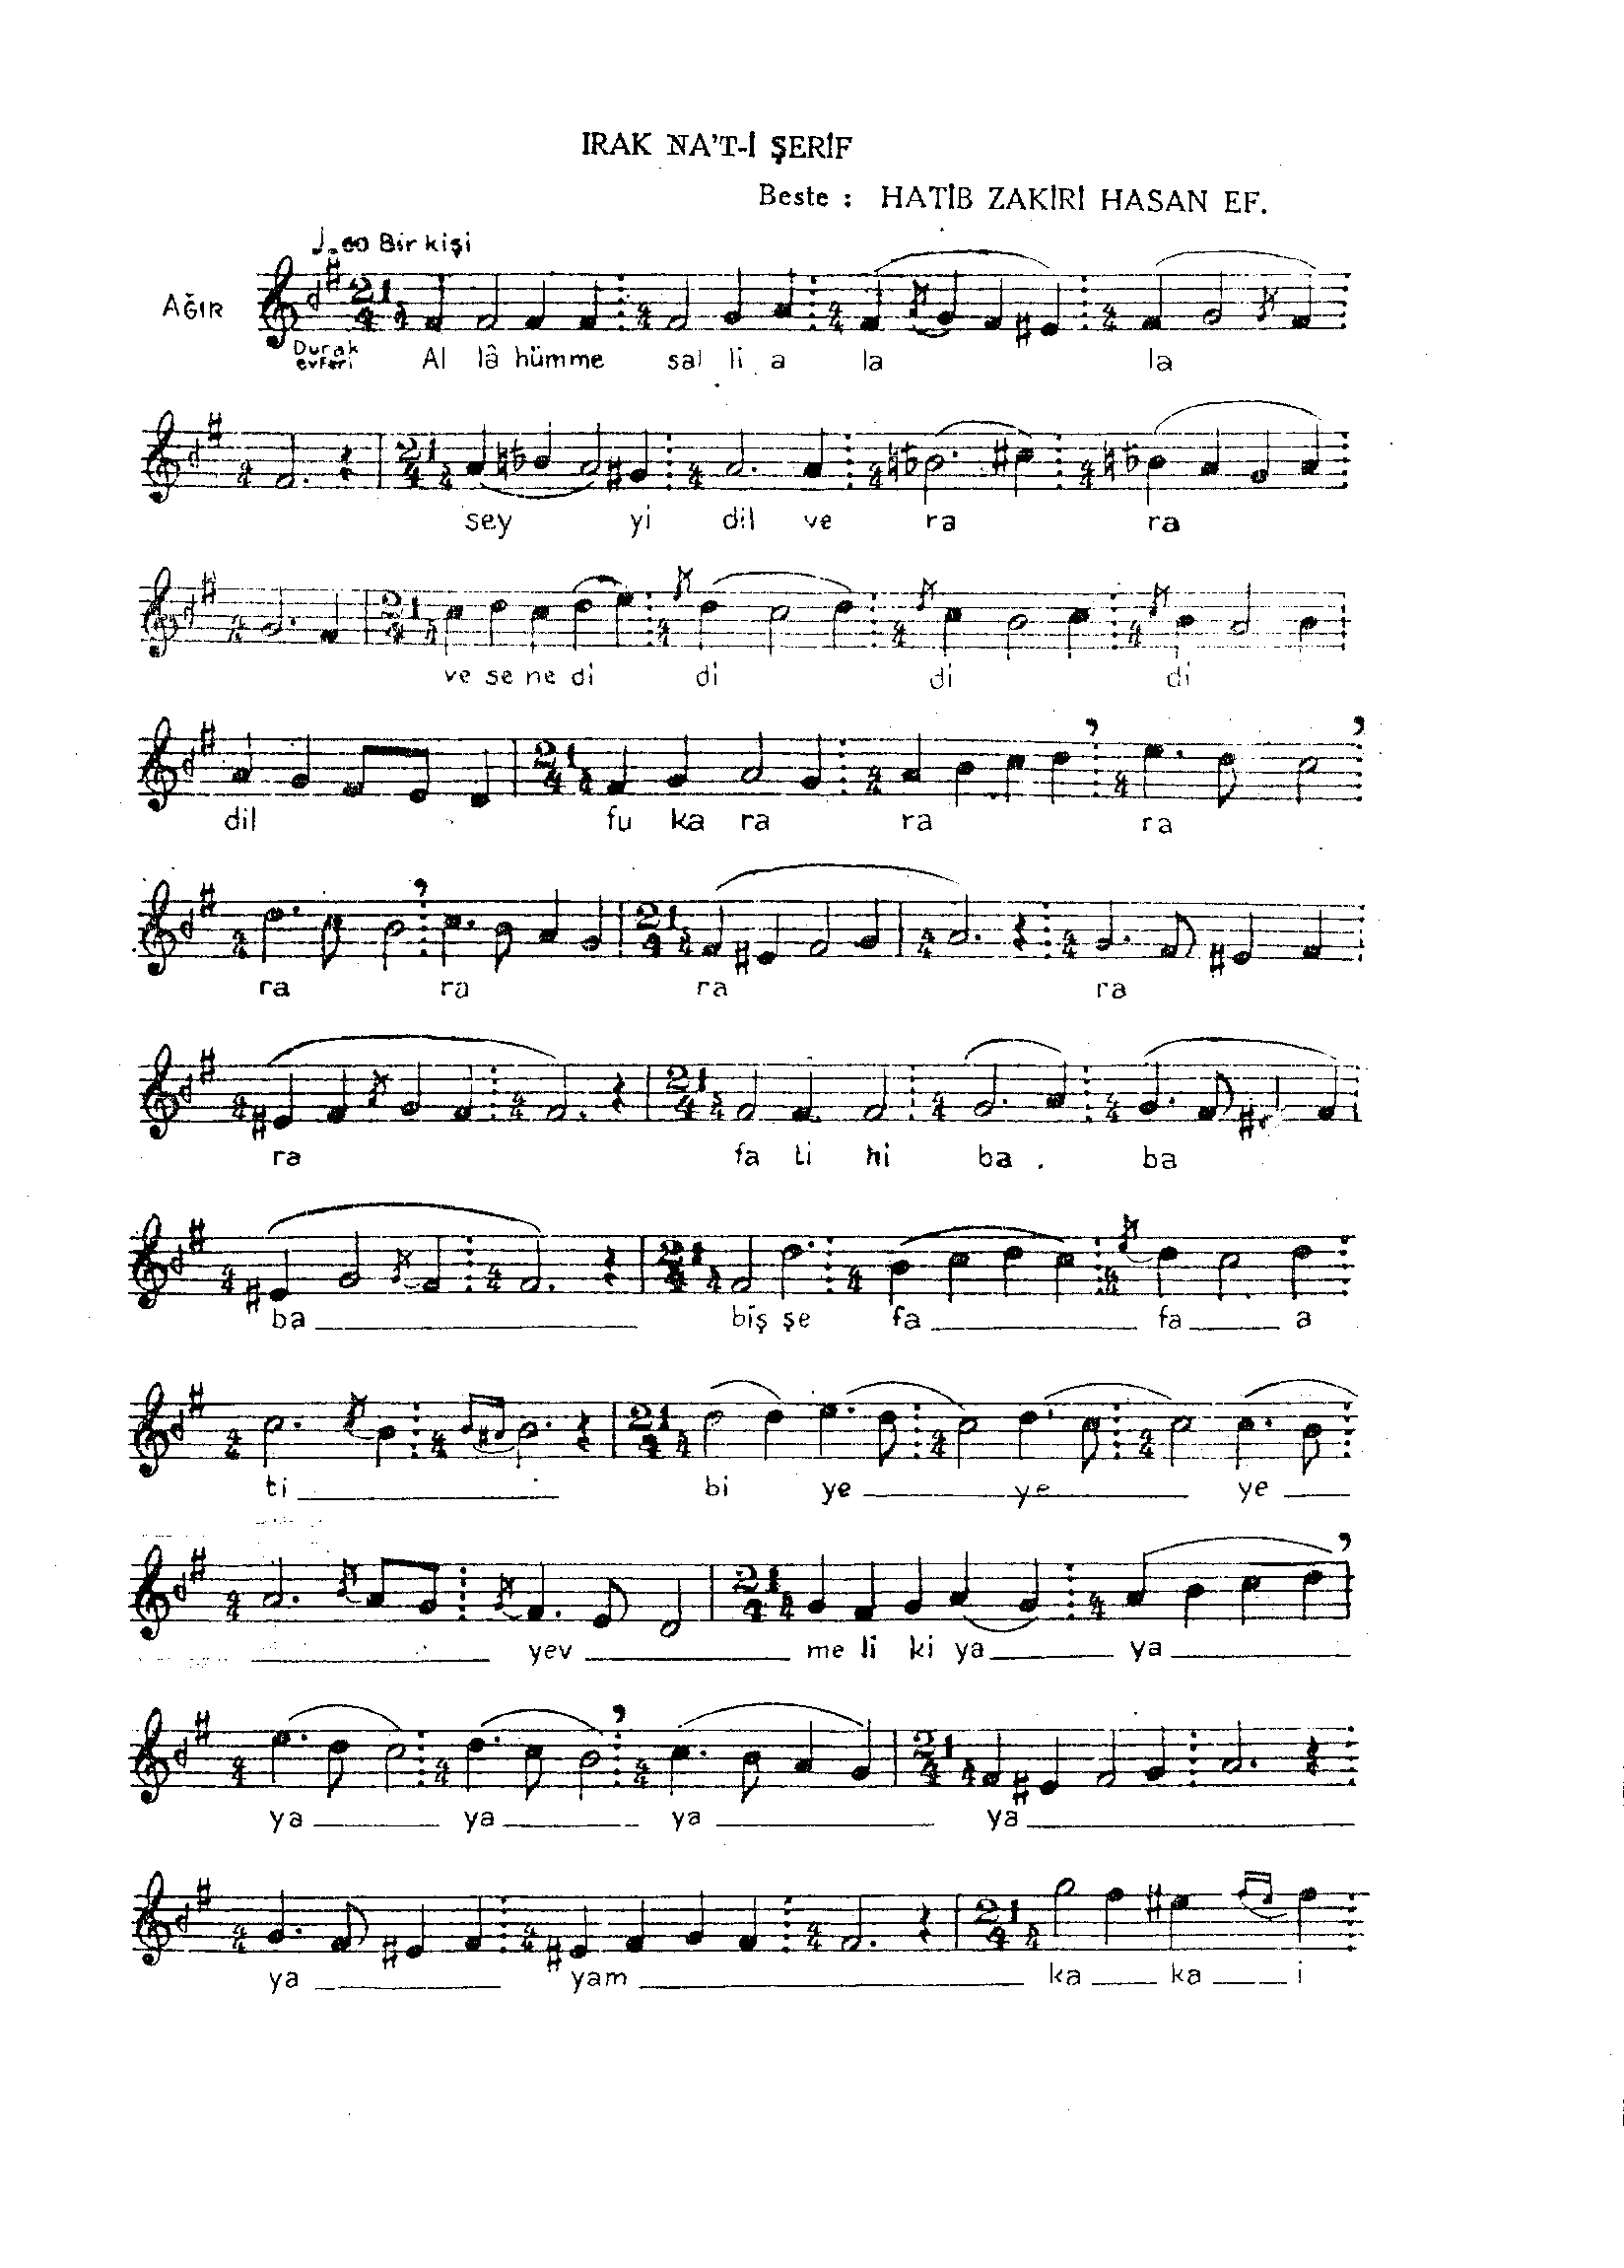 IRAK NA'T-İ ŞERİF
Beste : HATİB ZAKİRİ HASAN EF.
♩=60 Bir kişi
AĞIR
Durak
evferi
Al lâ hümme sal li a la la
sey yi dil ve ra ra
ve se ne di di di di
dil fu ka ra ra ra
ra ra ra ra
ra fa ti hi ba ba
ba biş şe fa fa a
ti bi ye ye ye
yev me li ki ya ya
ya ya ya ya
ya yam ka ka i